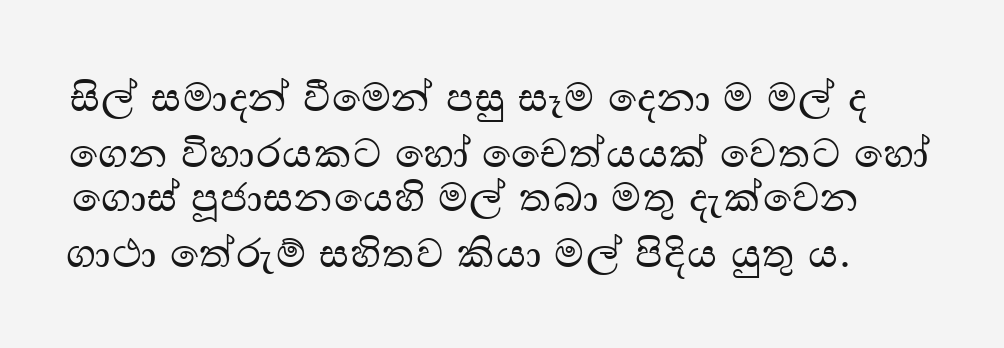 සිල් සමාදන් වීමෙන් පසු සෑම දෙනා ම මල් ද
ගෙන විහාරයකට හෝ චෛත්යයක් වෙතට හෝ
ගොස් පූජාසනයෙහි මල් තබා මතු දැක්වෙන
ගාථා තේරුම් සහිතව කියා මල් පිදිය යුතු ය.